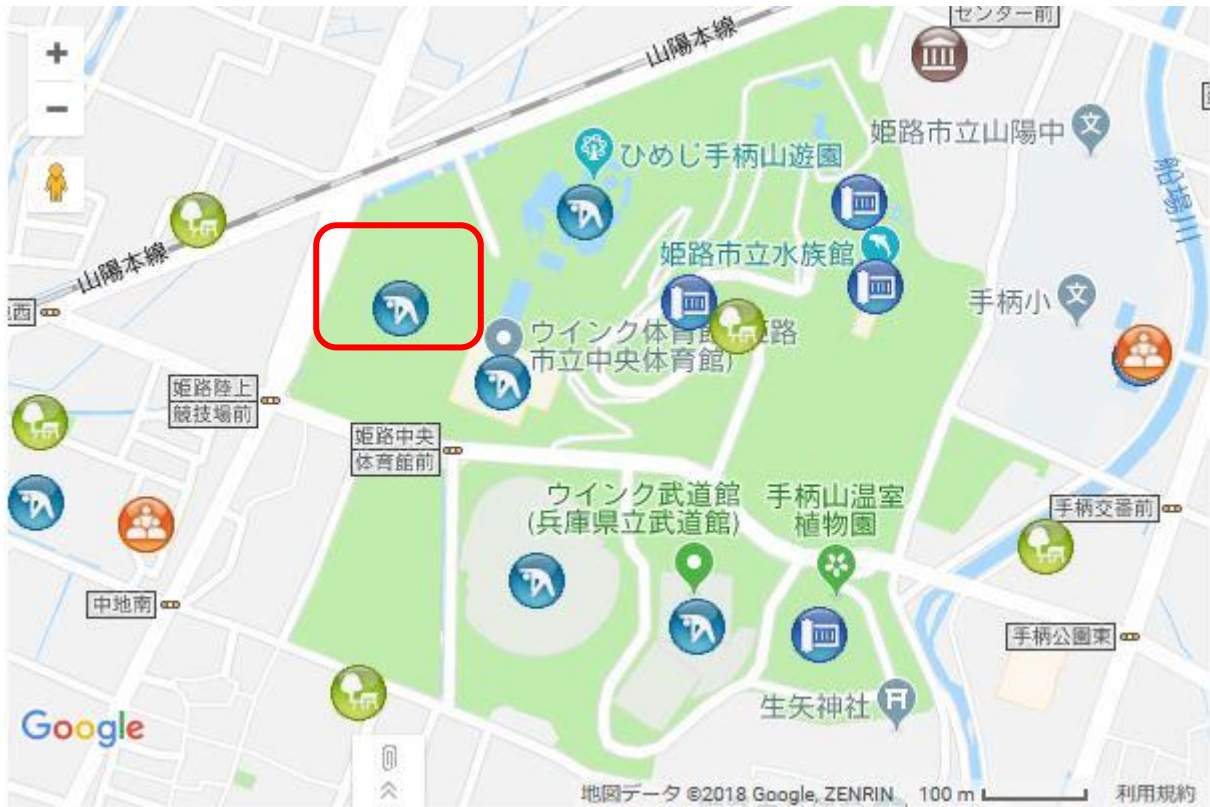 センター前
山陽本線
姫路市立山陽中
ひめじ手柄山遊園
船場川
姫路市立水族館
山陽本線
手柄小
西
ウインク体育館(姫路
市立中央体育館)
姫路陸上
競技場前
姫路中央
体育館前
ウインク武道館
(兵庫県立武道館)
手柄山温室
植物園
手柄交番前
中地南
手柄公園東
生矢神社
Google
地図データ ©2018 Google, ZENRIN
100 m
利用規約